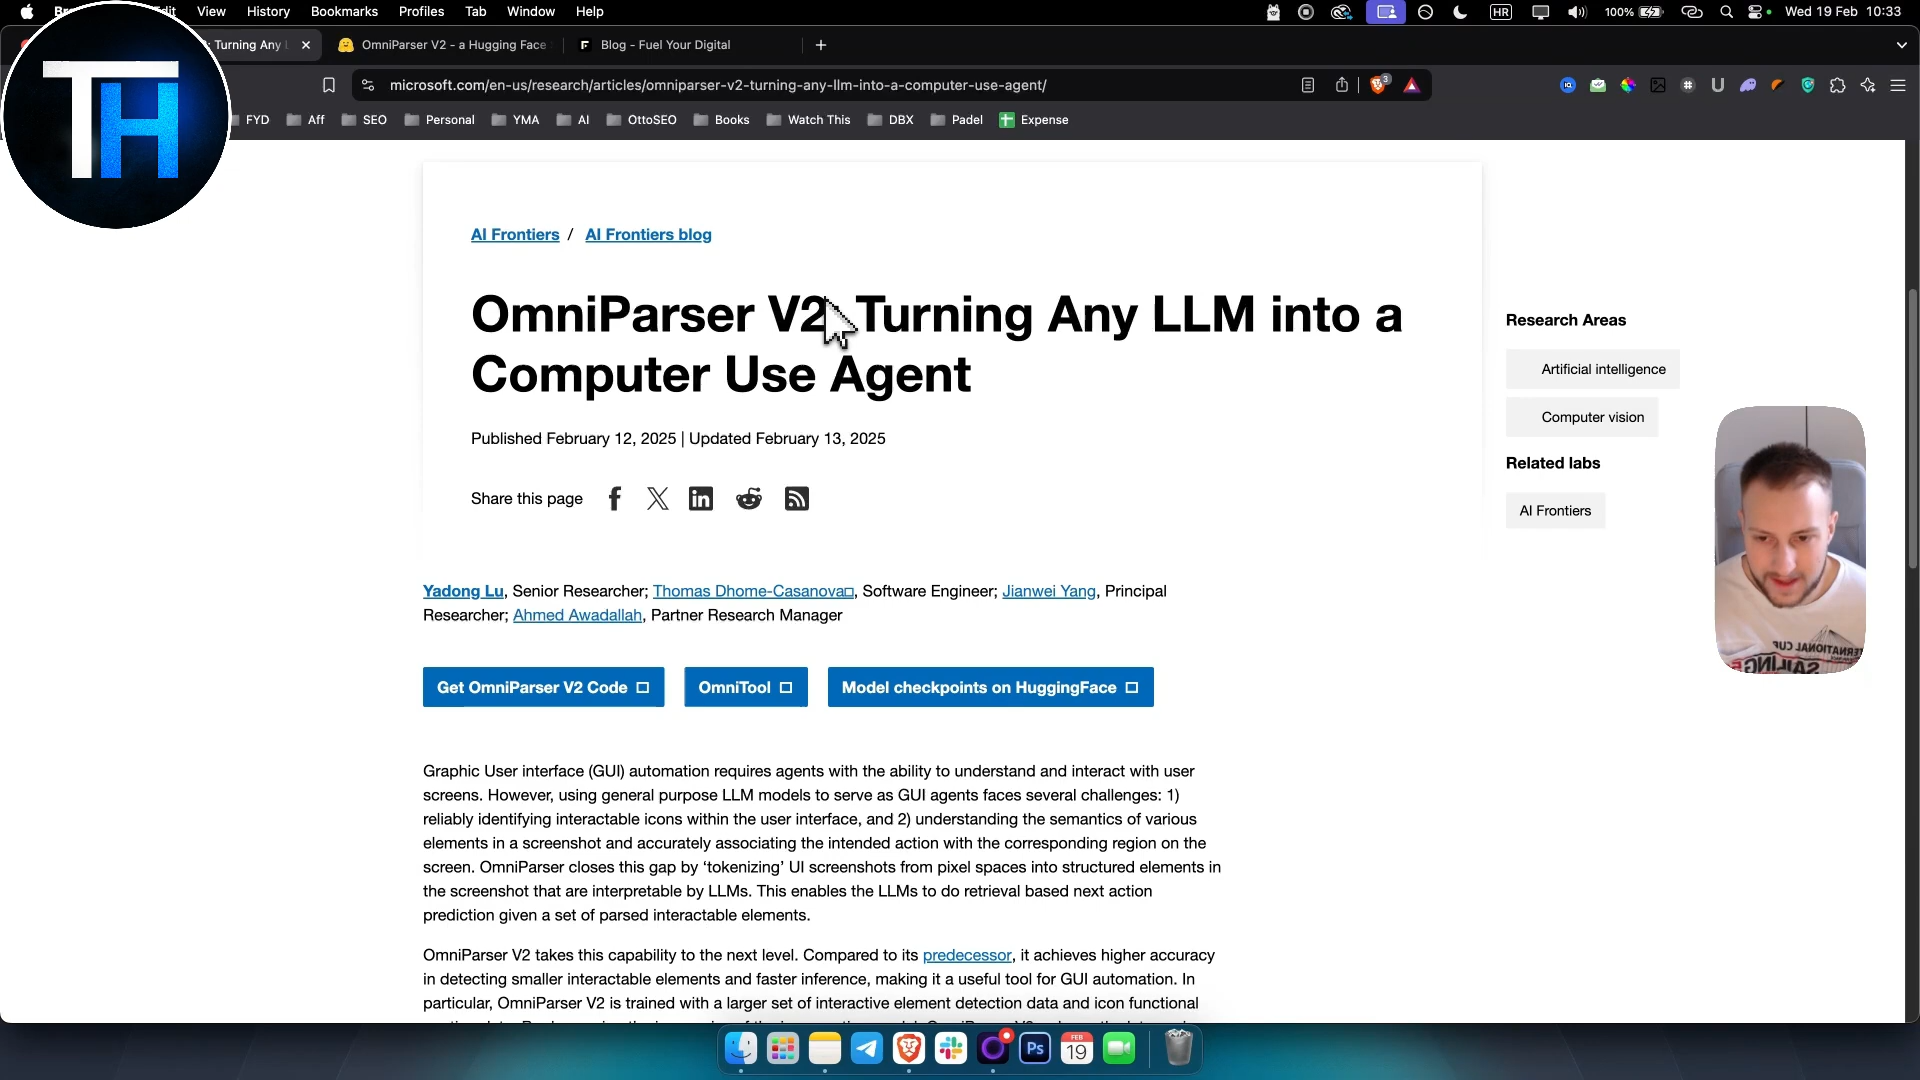 View History Bookmarks Profiles Tab Window Help HR 100% Wed 19 Feb 10:33
TH
Turning Any L
OmniParser V2 - a Hugging Face
Blog - Fuel Your Digital
microsoft.com/en-us/research/articles/omniparser-v2-turning-any-llm-into-a-computer-use-agent/
3
FYD Aff SEO Personal YMA AI OttoSEO Books Watch This DBX Padel Expense
AI Frontiers / AI Frontiers blog
OmniParser V2: Turning Any LLM into a
Computer Use Agent
Published February 12, 2025 | Updated February 13, 2025
Share this page
Research Areas
Artificial intelligence
Computer vision
Related labs
AI Frontiers
Yadong Lu, Senior Researcher; Thomas Dhome-Casanova, Software Engineer; Jianwei Yang, Principal
Researcher; Ahmed Awadallah, Partner Research Manager
Get OmniParser V2 Code
OmniTool
Model checkpoints on HuggingFace
Graphic User interface (GUI) automation requires agents with the ability to understand and interact with user
screens. However, using general purpose LLM models to serve as GUI agents faces several challenges: 1)
reliably identifying interactable icons within the user interface, and 2) understanding the semantics of various
elements in a screenshot and accurately associating the intended action with the corresponding region on the
screen. OmniParser closes this gap by ‘tokenizing’ UI screenshots from pixel spaces into structured elements in
the screenshot that are interpretable by LLMs. This enables the LLMs to do retrieval based next action
prediction given a set of parsed interactable elements.
OmniParser V2 takes this capability to the next level. Compared to its predecessor, it achieves higher accuracy
in detecting smaller interactable elements and faster inference, making it a useful tool for GUI automation. In
particular, OmniParser V2 is trained with a larger set of interactive element detection data and icon functional
Ps
FEB
19